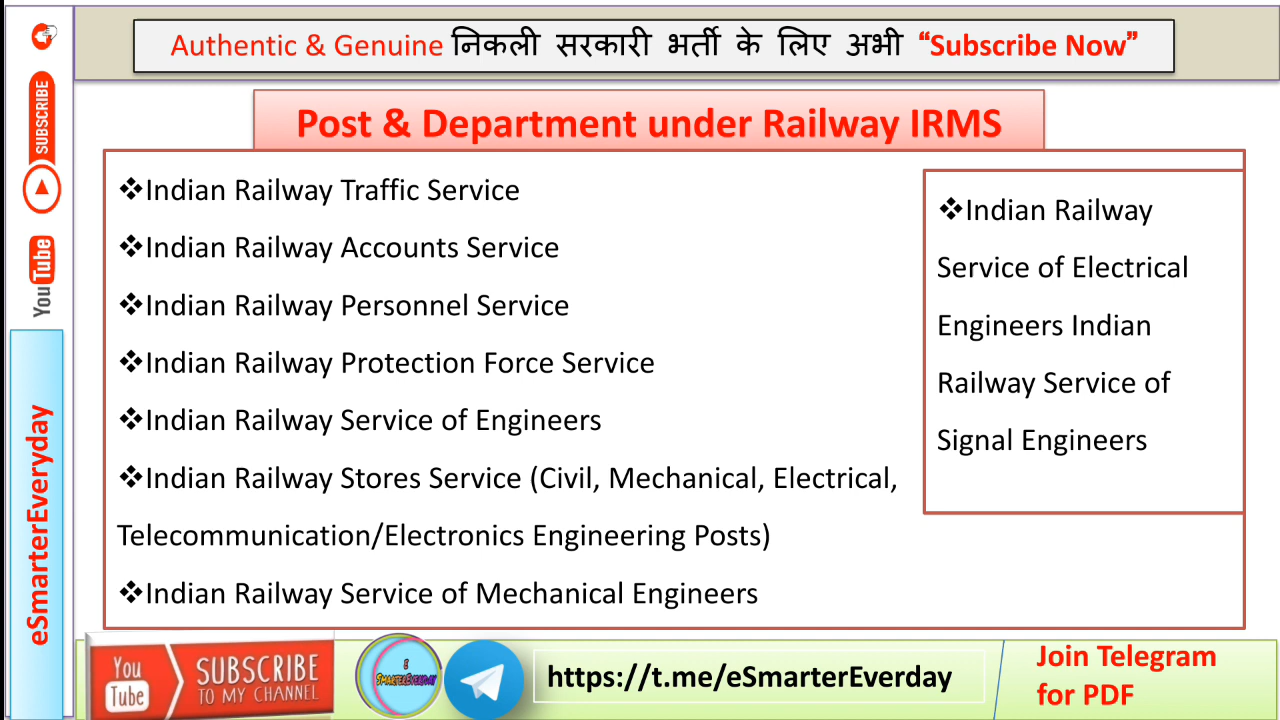 Authentic & Genuine निकली सरकारी भर्ती के लिए अभी “Subscribe Now”
SUBSCRIBE
YouTube
eSmarterEveryday
Post & Department under Railway IRMS
❖Indian Railway Traffic Service
❖Indian Railway Accounts Service
❖Indian Railway Personnel Service
❖Indian Railway Protection Force Service
❖Indian Railway Service of Engineers
❖Indian Railway Stores Service (Civil, Mechanical, Electrical,
Telecommunication/Electronics Engineering Posts)
❖Indian Railway Service of Mechanical Engineers
❖Indian Railway
Service of Electrical
Engineers Indian
Railway Service of
Signal Engineers
You
Tube
SUBSCRIBE
TO MY CHANNEL
E
SMARTEREVERYDAY
https://t.me/eSmarterEverday
Join Telegram
for PDF